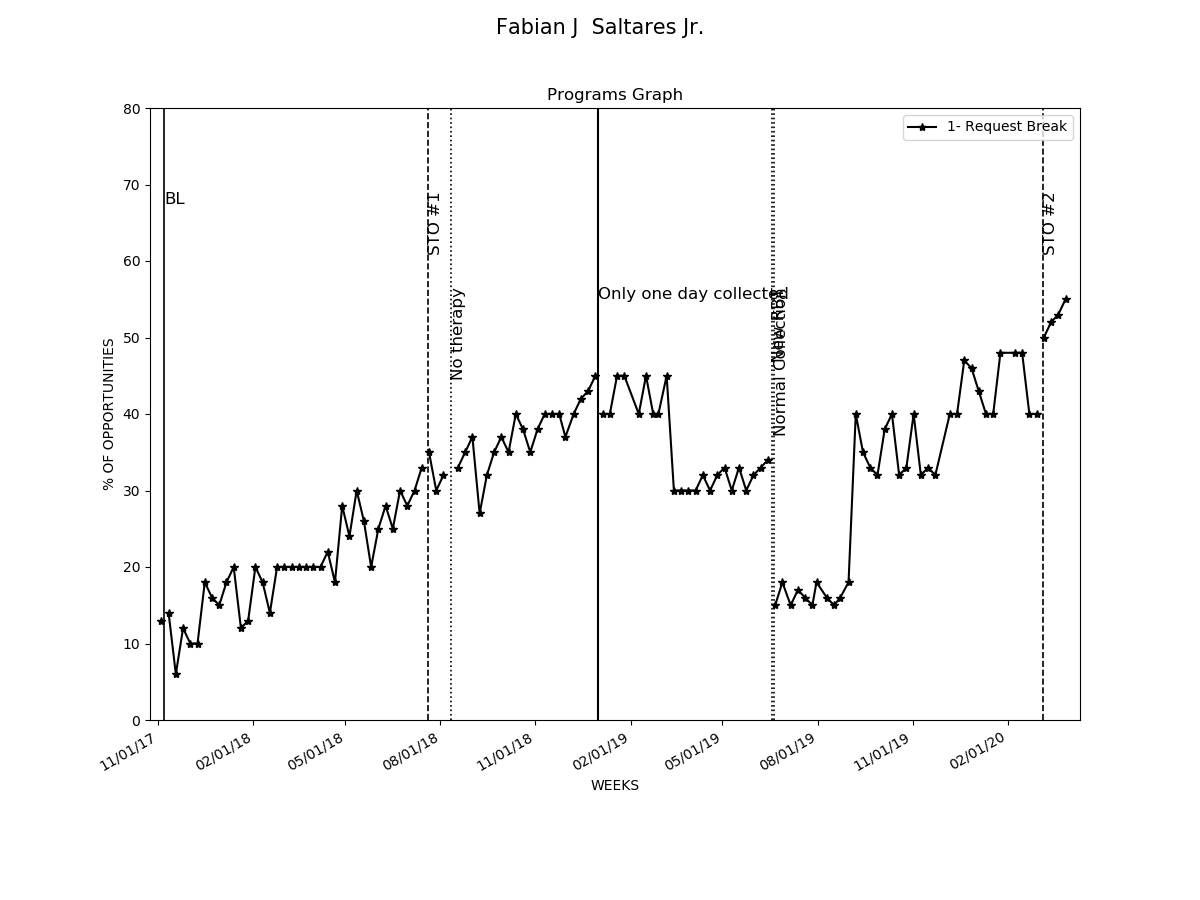 Fabian J  Saltares Jr.
Programs Graph
1- Request Break
80
70
60
50
40
30
20
10
0
% OF OPPORTUNITIES
BL
STO #1
No therapy
Only one day collected
Normal Collection
STO #2
11/01/17
02/01/18
05/01/18
08/01/18
11/01/18
02/01/19
05/01/19
08/01/19
11/01/19
02/01/20
WEEKS